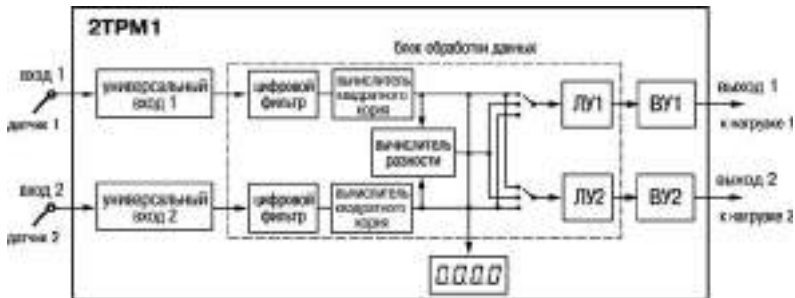 2ТРМ1
блок обработки данных
вход 1
датчик 1
универсальный
вход 1
цифровой
фильтр
вычислитель
квадратного
корня
ЛУ1
ВУ1
выход 1
к нагрузке 1
вычислитель
разности
вход 2
датчик 2
универсальный
вход 2
цифровой
фильтр
вычислитель
квадратного
корня
ЛУ2
ВУ2
выход 2
к нагрузке 2
0.0.0.0